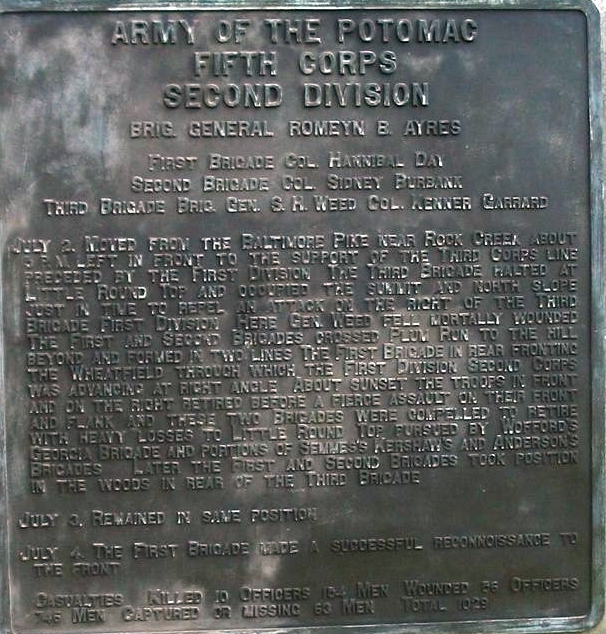 ARMY OF THE POTOMAC
FIFTH CORPS
SECOND DIVISION
BRIG. GENERAL ROMEYN B. AYRES
FIRST BRIGADE COL. HANNIBAL DAY
SECOND BRIGADE COL. SIDNEY BURBANK
THIRD BRIGADE BRIG. GEN. S. H. WEED COL. KENNER GARRARD
JULY 2. MOVED FROM THE BALTIMORE PIKE NEAR ROCK CREEK ABOUT
5 P. M. LEFT IN FRONT TO THE SUPPORT OF THE THIRD CORPS LINE
PRECEDED BY THE FIRST DIVISION THE THIRD BRIGADE HALTED AT
LITTLE ROUND TOP AND OCCUPIED THE SUMMIT AND NORTH SLOPE
JUST IN TIME TO REPEL AN ATTACK ON THE RIGHT OF THE THIRD
BRIGADE FIRST DIVISION HERE GEN. WEED FELL MORTALLY WOUNDED
THE FIRST AND SECOND BRIGADES CROSSED PLUM RUN TO THE HILL
BEYOND AND FORMED IN TWO LINES THE FIRST BRIGADE IN REAR FRONTING
THE WHEATFIELD THROUGH WHICH THE FIRST DIVISION SECOND CORPS
WAS ADVANCING AT RIGHT ANGLE ABOUT SUNSET THE TROOPS IN FRONT
AND ON THE RIGHT RETIRED BEFORE A FIERCE ASSAULT ON THEIR FRONT
AND FLANK AND THESE TWO BRIGADES WERE COMPELLED TO RETIRE
WITH HEAVY LOSSES TO LITTLE ROUND TOP PURSUED BY WOFFORD'S
GEORGIA BRIGADE AND PORTIONS OF SEMMES'S KERSHAW'S AND ANDERSON'S
BRIGADES LATER THE FIRST AND SECOND BRIGADES TOOK POSITION
IN THE WOODS IN REAR OF THE THIRD BRIGADE
JULY 3. REMAINED IN SAME POSITION
JULY 4. THE FIRST BRIGADE MADE A SUCCESSFUL RECONNOISSANCE TO
THE FRONT
CASUALTIES KILLED 10 OFFICERS 154 MEN WOUNDED 56 OFFICERS
746 MEN CAPTURED OR MISSING 63 MEN TOTAL 1029